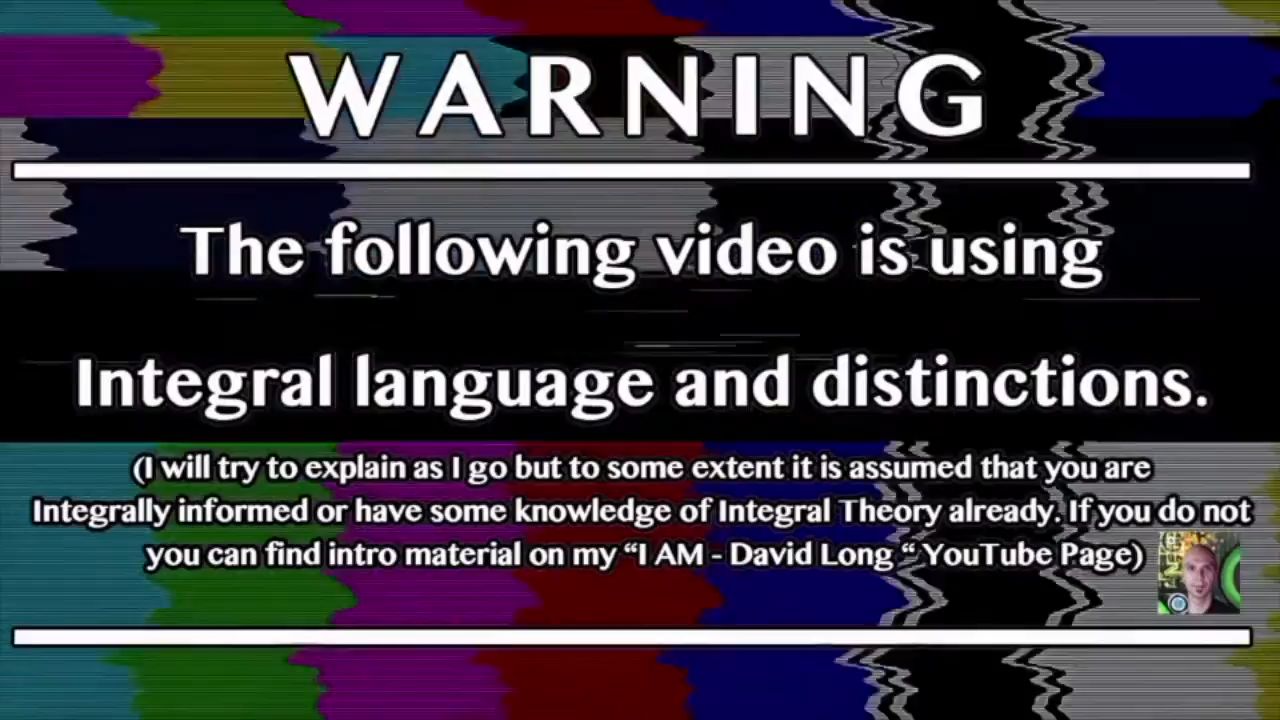 WARNING
The following video is using
Integral language and distinctions.
(I will try to explain as I go but to some extent it is assumed that you are
Integrally informed or have some knowledge of Integral Theory already. If you do not
you can find intro material on my “I AM - David Long “ YouTube Page)